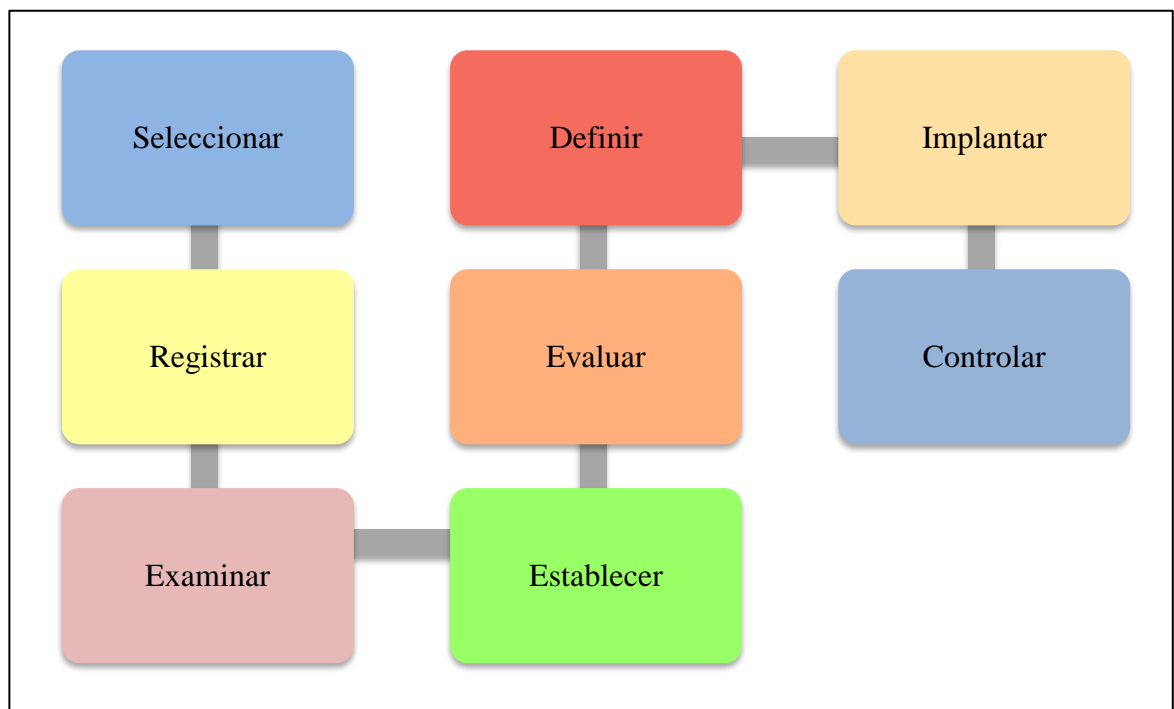 Seleccionar
Registrar
Examinar
Establecer
Evaluar
Definir
Implantar
Controlar